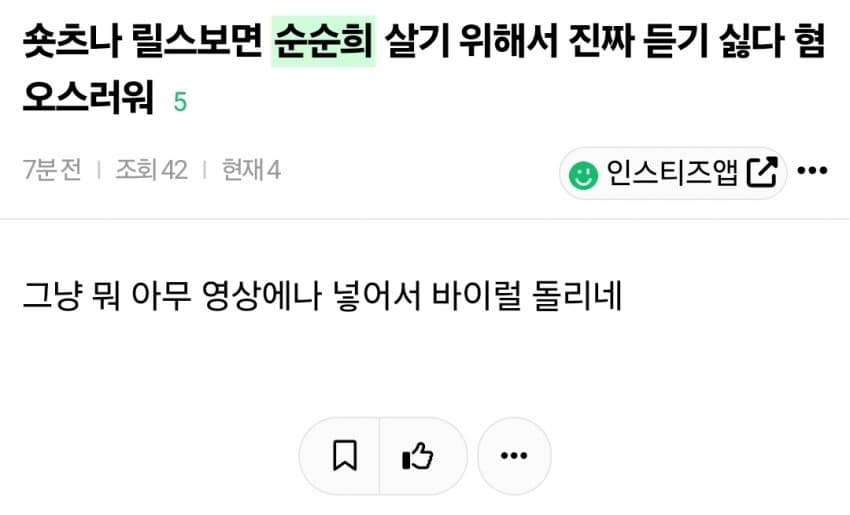 숏츠나 릴스보면 순순희 살기 위해서 진짜 듣기 싫다 혐
오스러워 5
7분 전 | 조회 42 | 현재 4
인스티즈앱
그냥 뭐 아무 영상에나 넣어서 바이럴 돌리네